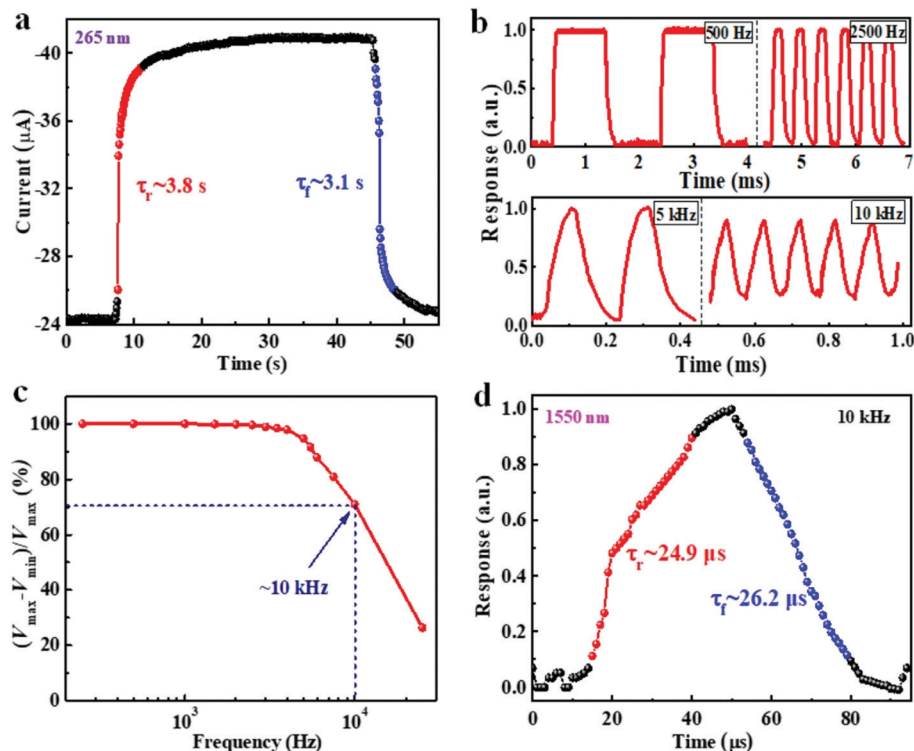 a
265 nm
-40
-36
-32
-28
-24
Current (μA)
τr~3.8 s
τf~3.1 s
0
10
20
30
40
50
Time (s)
b
Response (a.u.)
500 Hz
2500 Hz
1.0
0.5
0.0
0 1 2 3 4 5 6 7
Time (ms)
5 kHz
10 kHz
1.0
0.5
1.0
0.0 0.2 0.4 0.6 0.8 1.0
Time (ms)
c
(Vmax-Vmin)/Vmax (%)
100
90
80
70
60
50
40
30
20
~10 kHz
10³
10⁴
Frequency (Hz)
d
1550 nm
10 kHz
Response (a.u.)
1.0
0.8
0.6
0.4
0.2
0.0
τr~24.9 μs
τf~26.2 μs
0 20 40 60 80
Time (μs)